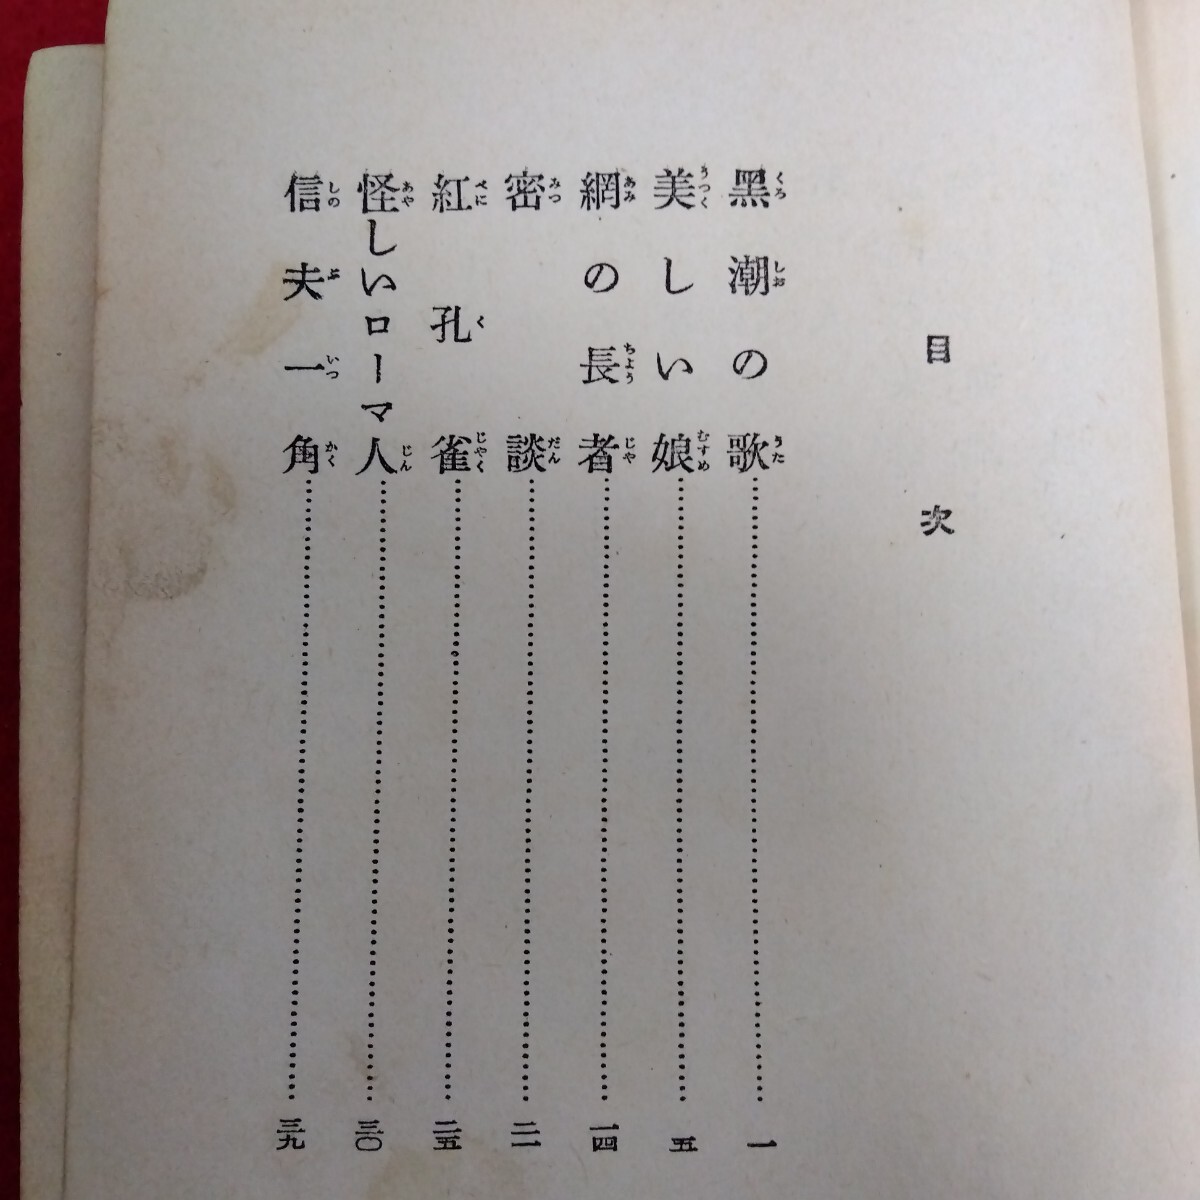 目次
黑潮の歌……一
美しい娘……五
網の長者……一四
密談……二一
紅孔雀……二五
怪しいローマ人……三〇
信夫一角……三九